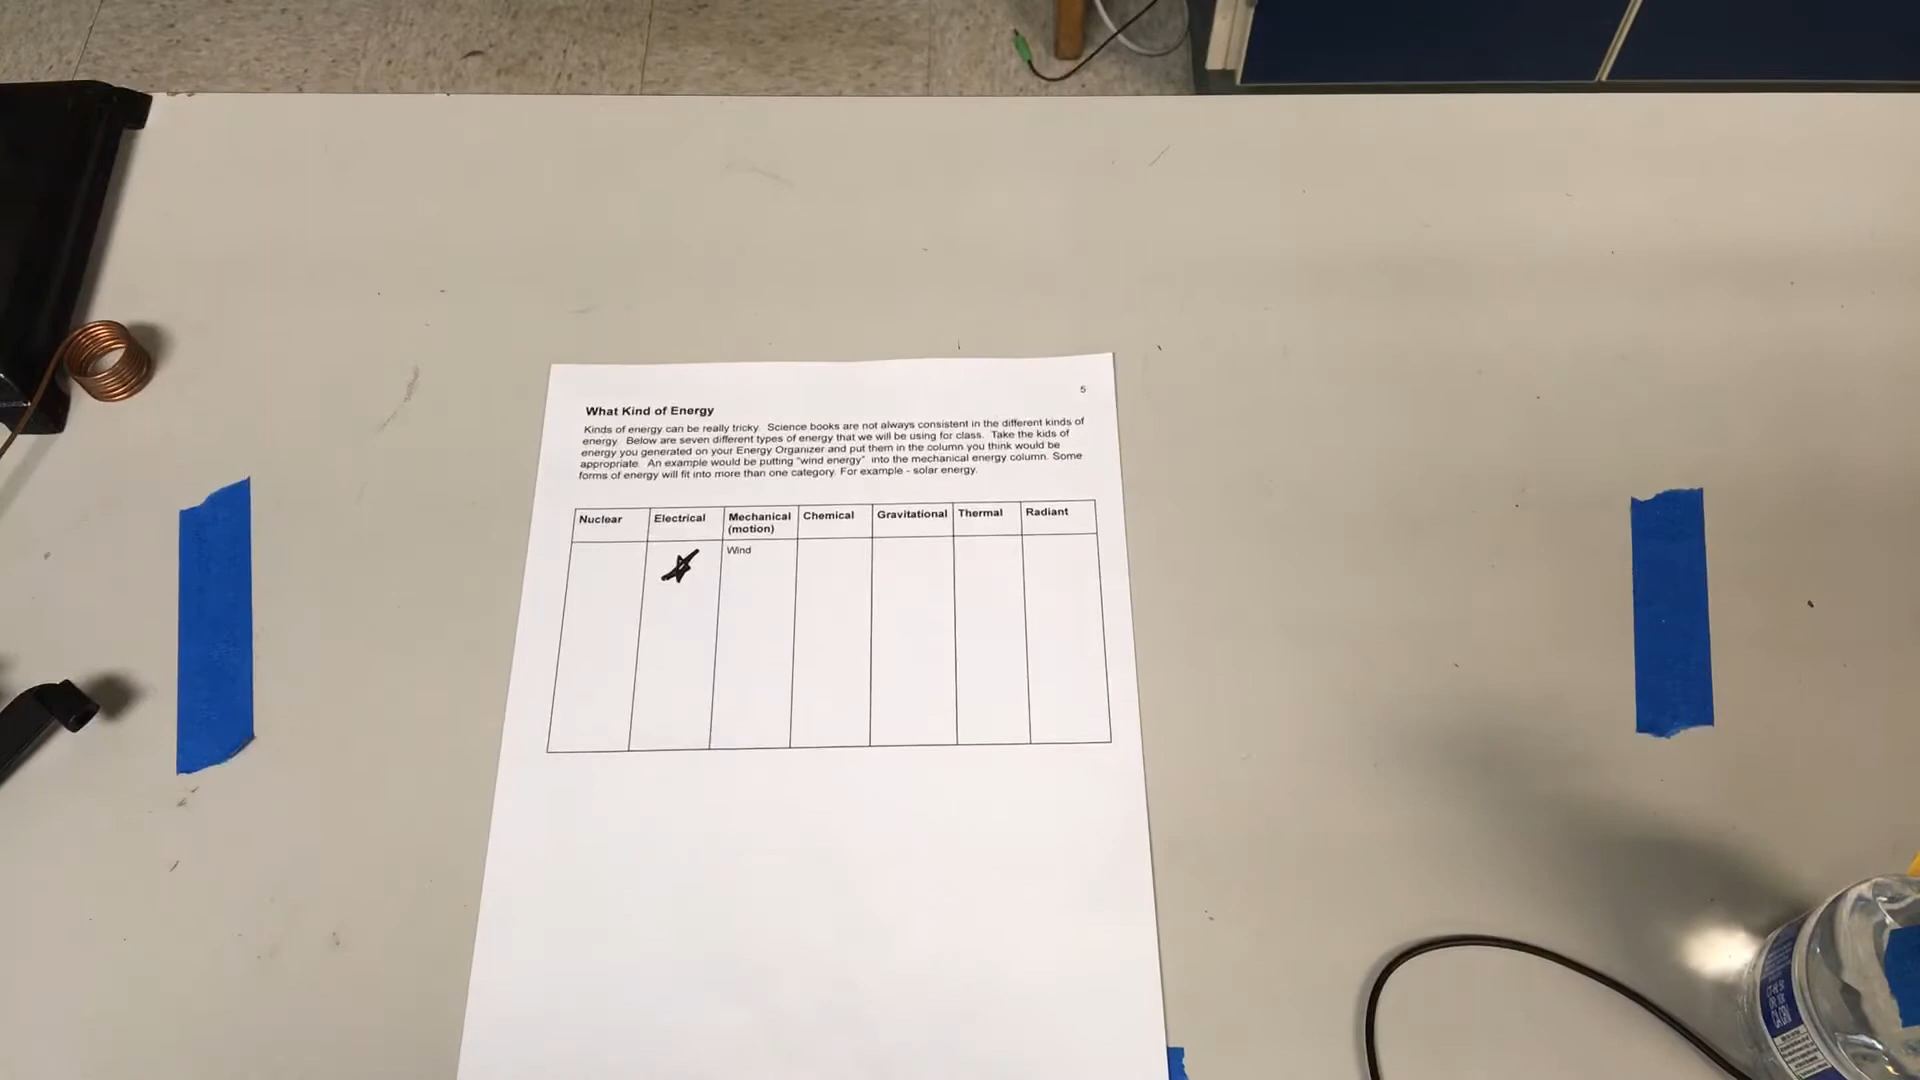 5
What Kind of Energy
Kinds of energy can be really tricky. Science books are not always consistent in the different kinds of
energy. Below are seven different types of energy that we will be using for class. Take the kids of
energy you generated on your Energy Organizer and put them in the column you think would be
appropriate. An example would be putting "wind energy" into the mechanical energy column. Some
forms of energy will fit into more than one category. For example - solar energy.
Nuclear Electrical Mechanical (motion) Chemical Gravitational Thermal Radiant
Wind